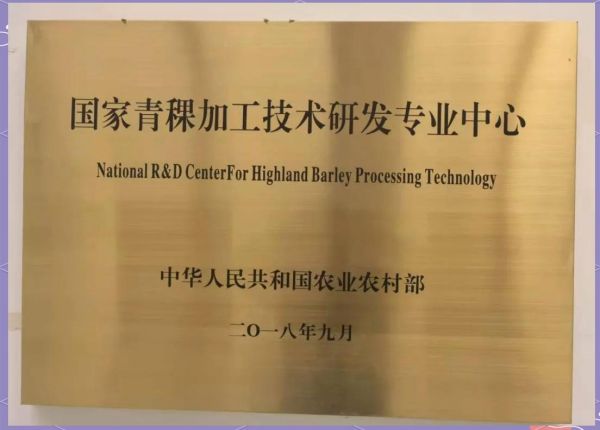 国家青稞加工技术研发专业中心
National R&D CenterFor Highland Barley Processing Technology
中华人民共和国农业农村部
二〇一八年九月